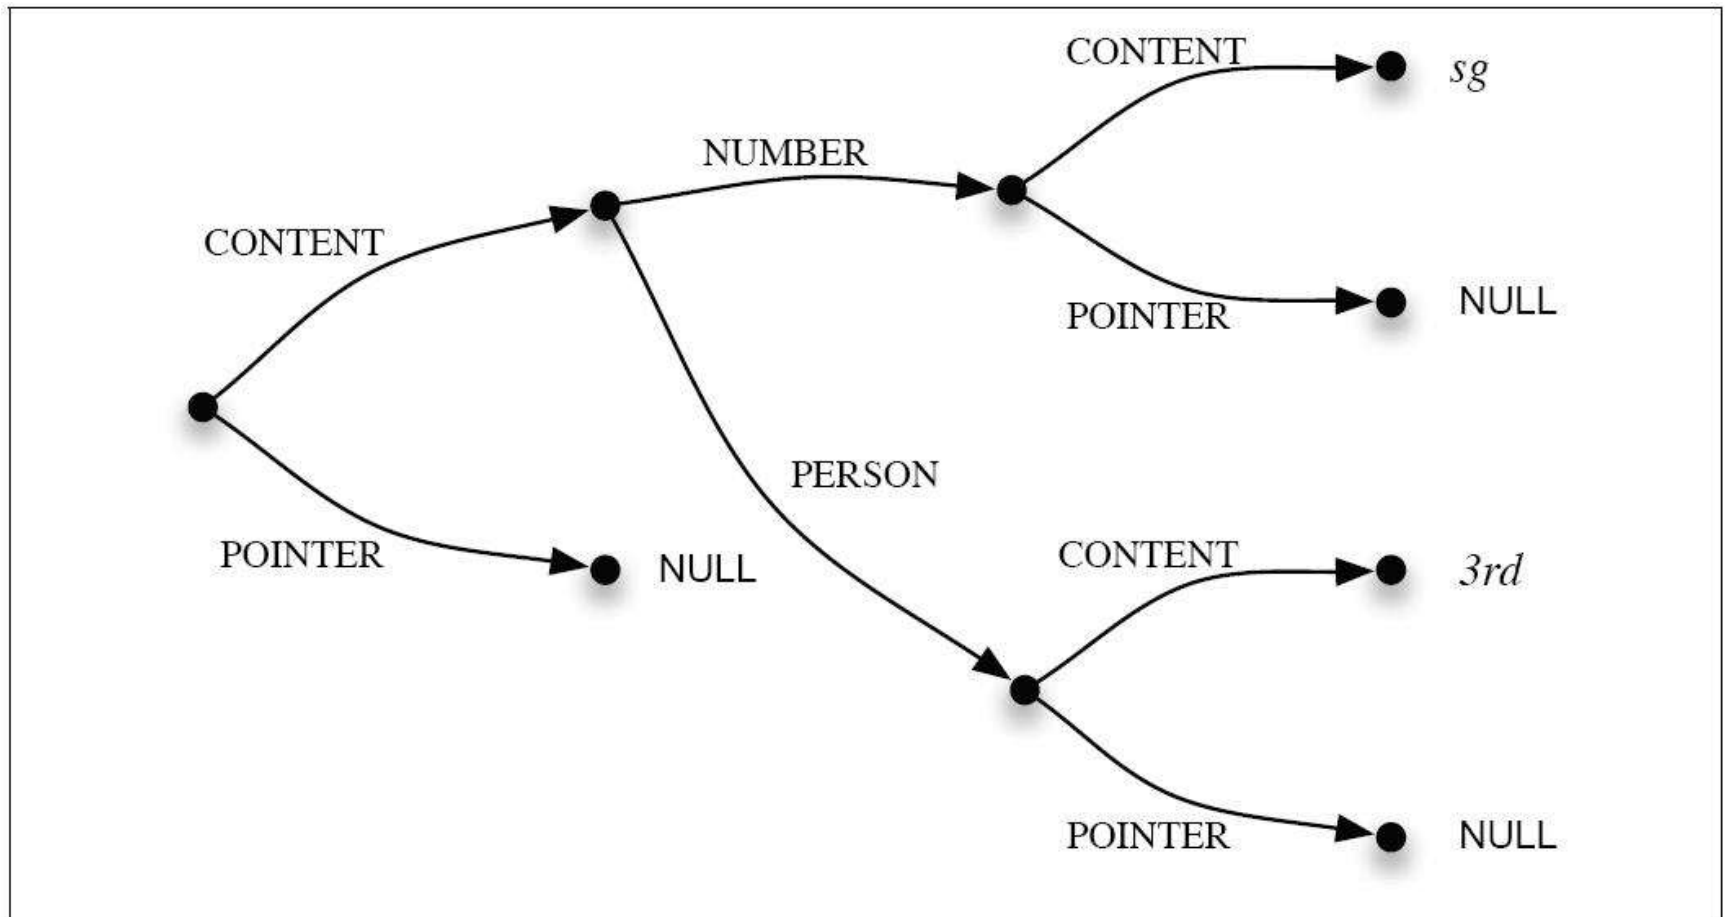 CONTENT
sg
NUMBER
CONTENT
POINTER
NULL
PERSON
POINTER
NULL
CONTENT
3rd
POINTER
NULL